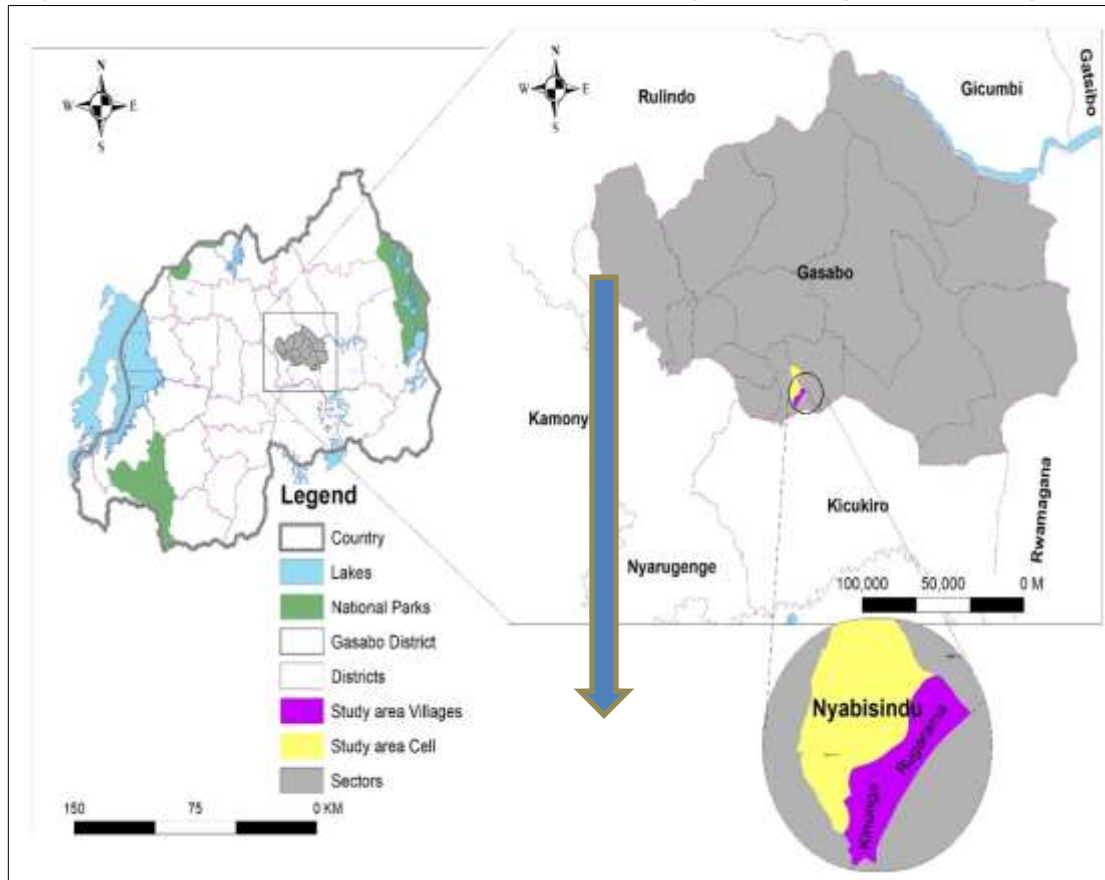 N
W E
S
N
W E
S
Rulindo
Gicumbi
Gatsibo
Gasabo
Kamony
Kicukiro
Rwamagana
Nyarugenge
100,000 50,000 0 M
Legend
Country
Lakes
National Parks
Gasabo District
Districts
Study area Villages
Study area Cell
Sectors
150 75 0 KM
Nyabisindu
Rugarama
Kinunga